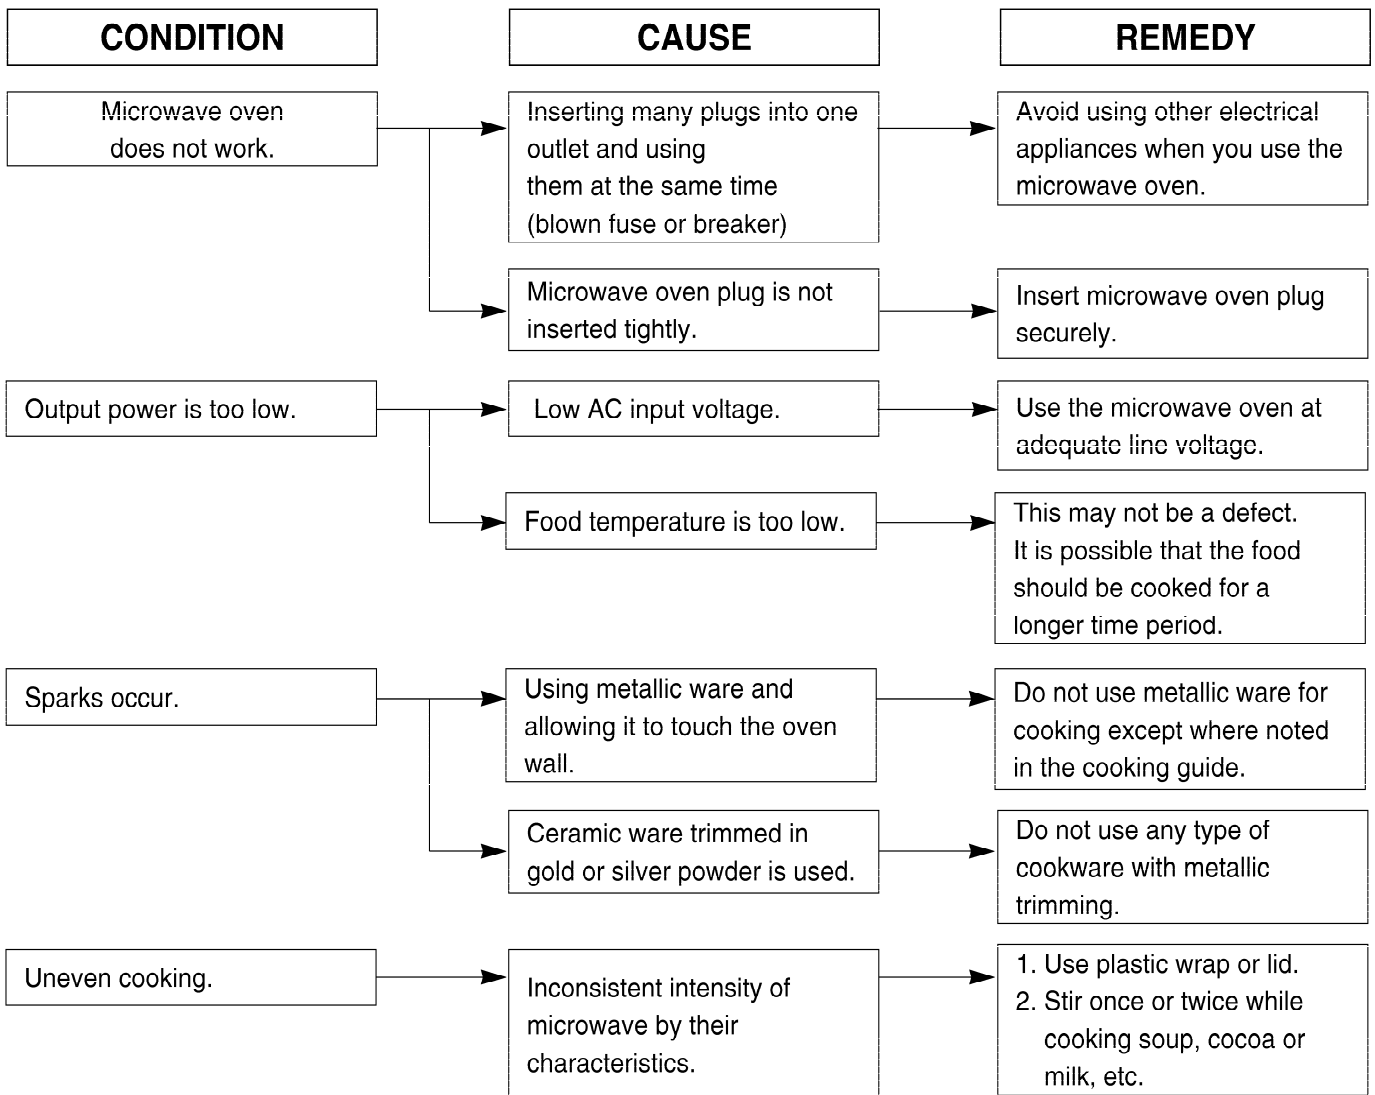 CONDITION
CAUSE
REMEDY
Microwave oven
does not work.
Inserting many plugs into one
outlet and using
them at the same time
(blown fuse or breaker)
Avoid using other electrical
appliances when you use the
microwave oven.
Microwave oven plug is not
inserted tightly.
Insert microwave oven plug
securely.
Output power is too low.
Low AC input voltage.
Use the microwave oven at
adequate line voltage.
Food temperature is too low.
This may not be a defect.
It is possible that the food
should be cooked for a
longer time period.
Sparks occur.
Using metallic ware and
allowing it to touch the oven
wall.
Do not use metallic ware for
cooking except where noted
in the cooking guide.
Ceramic ware trimmed in
gold or silver powder is used.
Do not use any type of
cookware with metallic
trimming.
Uneven cooking.
Inconsistent intensity of
microwave by their
characteristics.
1. Use plastic wrap or lid.
2. Stir once or twice while
cooking soup, cocoa or
milk, etc.